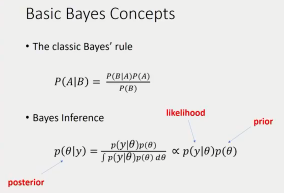 Basic Bayes Concepts
• The classic Bayes' rule
P(A|B) = P(B|A)P(A) / P(B)
• Bayes Inference
likelihood
prior
p(θ|y) = p(y|θ)p(θ) / ∫ p(y|θ)p(θ) dθ ∝ p(y|θ)p(θ)
posterior